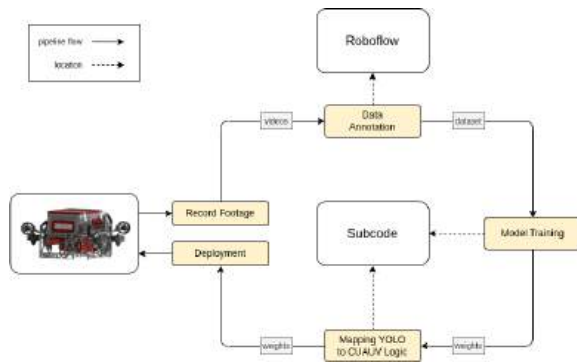 pipeline flow
location
Roboflow
videos
Data
Annotation
dataset
Record Footage
Deployment
Subcode
Model Training
weights
Mapping YOLO
to CUAUV Logic
weights